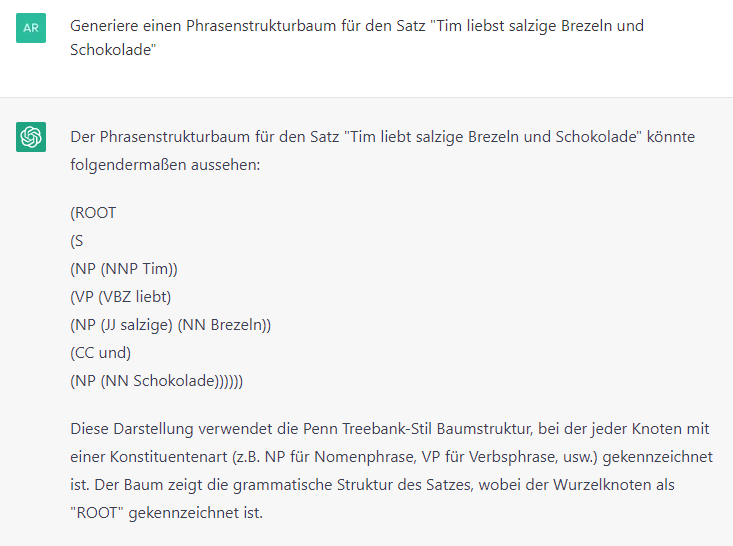 AR
Generiere einen Phrasenstrukturbaum für den Satz "Tim liebst salzige Brezeln und
Schokolade"
Der Phrasenstrukturbaum für den Satz "Tim liebt salzige Brezeln und Schokolade" könnte
folgendermaßen aussehen:
(ROOT
(S
(NP (NNP Tim))
(VP (VBZ liebt)
(NP (JJ salzige) (NN Brezeln))
(CC und)
(NP (NN Schokolade))))))
Diese Darstellung verwendet die Penn Treebank-Stil Baumstruktur, bei der jeder Knoten mit
einer Konstituentenart (z.B. NP für Nomenphrase, VP für Verbsphrase, usw.) gekennzeichnet
ist. Der Baum zeigt die grammatische Struktur des Satzes, wobei der Wurzelknoten als
"ROOT" gekennzeichnet ist.